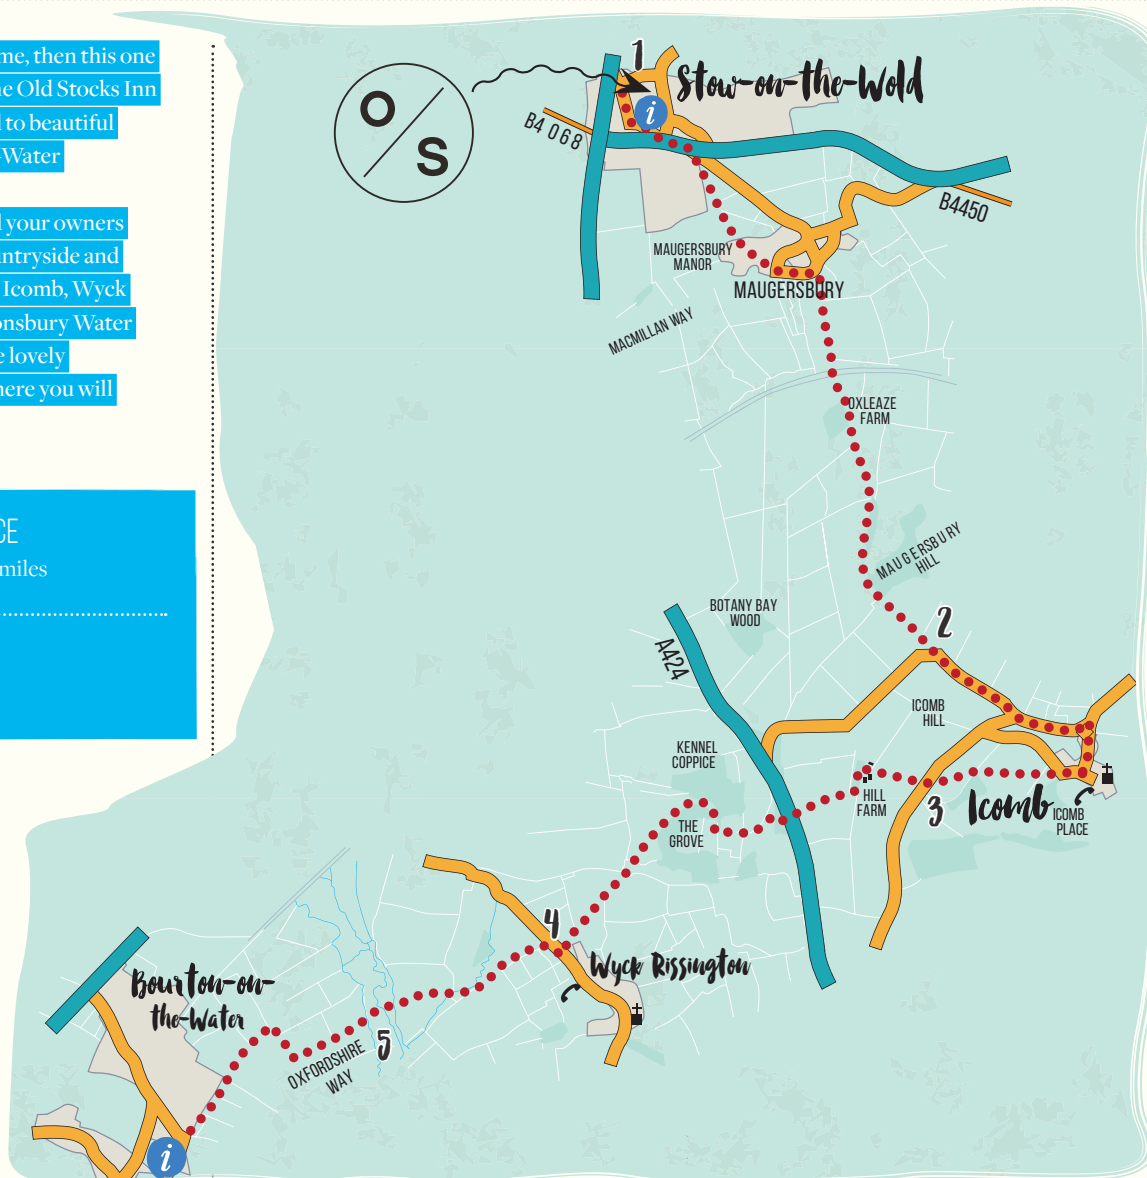 me, then this one
e Old Stocks Inn
l to beautiful
-Water
l your owners
untryside and
Icomb, Wyck
onsbury Water
e lovely
here you will
CE
miles
O
S
1
i
Stow-on-the-Wold
B4 068
B4450
MAUGERSBURY
MANOR
MAUGERSBURY
MACMILLAN WAY
OXLEAZE
FARM
MAUGERSBURY
HILL
BOTANY BAY
WOOD
2
A424
ICOMB
HILL
KENNEL
COPPICE
HILL
FARM
3
Icomb
ICOMB
PLACE
THE
GROVE
4
Wyck Rissington
Bourton-on-
the-Water
5
OXFORDSHIRE
WAY
i